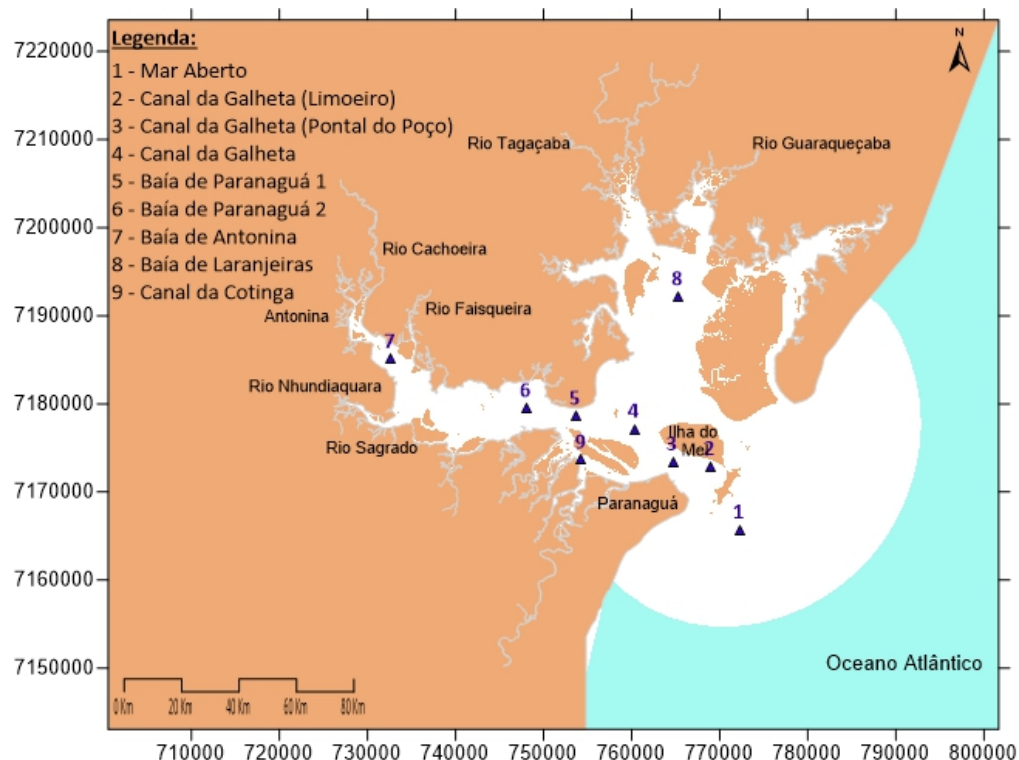 Legenda:
1 - Mar Aberto
2 - Canal da Galheta (Limoeiro)
3 - Canal da Galheta (Pontal do Poço)
4 - Canal da Galheta
5 - Baía de Paranaguá 1
6 - Baía de Paranaguá 2
7 - Baía de Antonina
8 - Baía de Laranjeiras
9 - Canal da Cotinga
N
7220000
7210000
7200000
7190000
7180000
7170000
7160000
7150000
Rio Tagaçaba
Rio Guaraqueçaba
Rio Cachoeira
8
Rio Faisqueira
Antonina
7
Rio Nhundiaquara
6
5
4
Ilha do
Mel
9
3
2
Rio Sagrado
Paranaguá
1
Oceano Atlântico
0 Km 20 Km 40 Km 60 Km 80 Km
710000 720000 730000 740000 750000 760000 770000 780000 790000 800000